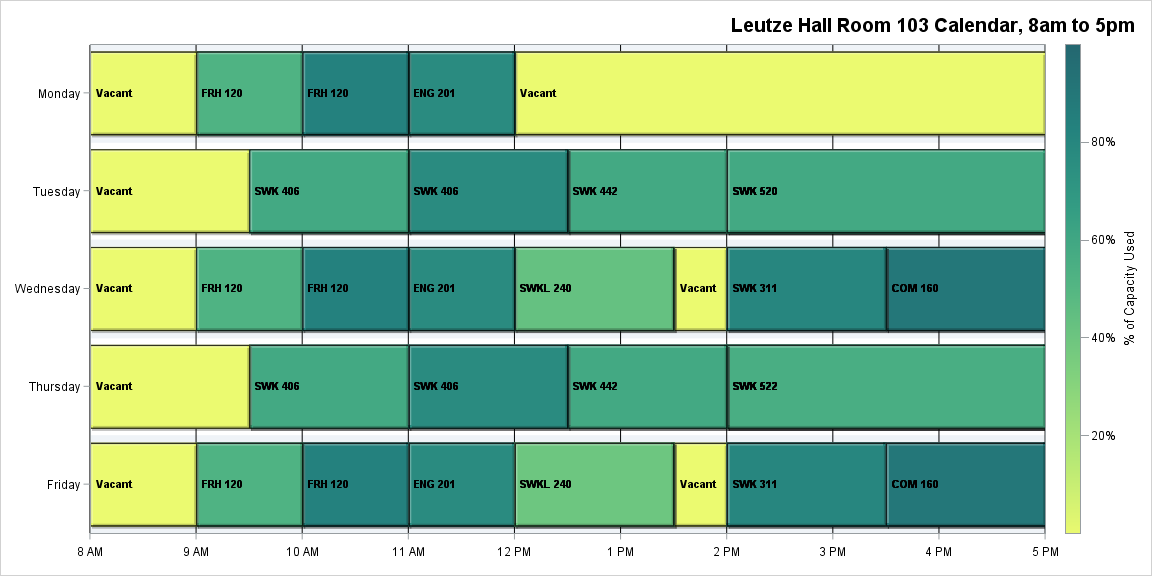 Leutze Hall Room 103 Calendar, 8am to 5pm
Monday
Vacant
FRH 120
FRH 120
ENG 201
Vacant
Tuesday
Vacant
SWK 406
SWK 406
SWK 442
SWK 520
Wednesday
Vacant
FRH 120
FRH 120
ENG 201
SWKL 240
Vacant
SWK 311
COM 160
Thursday
Vacant
SWK 406
SWK 406
SWK 442
SWK 522
Friday
Vacant
FRH 120
FRH 120
ENG 201
SWKL 240
Vacant
SWK 311
COM 160
8 AM
9 AM
10 AM
11 AM
12 PM
1 PM
2 PM
3 PM
4 PM
5 PM
80%
60%
40%
20%
% of Capacity Used